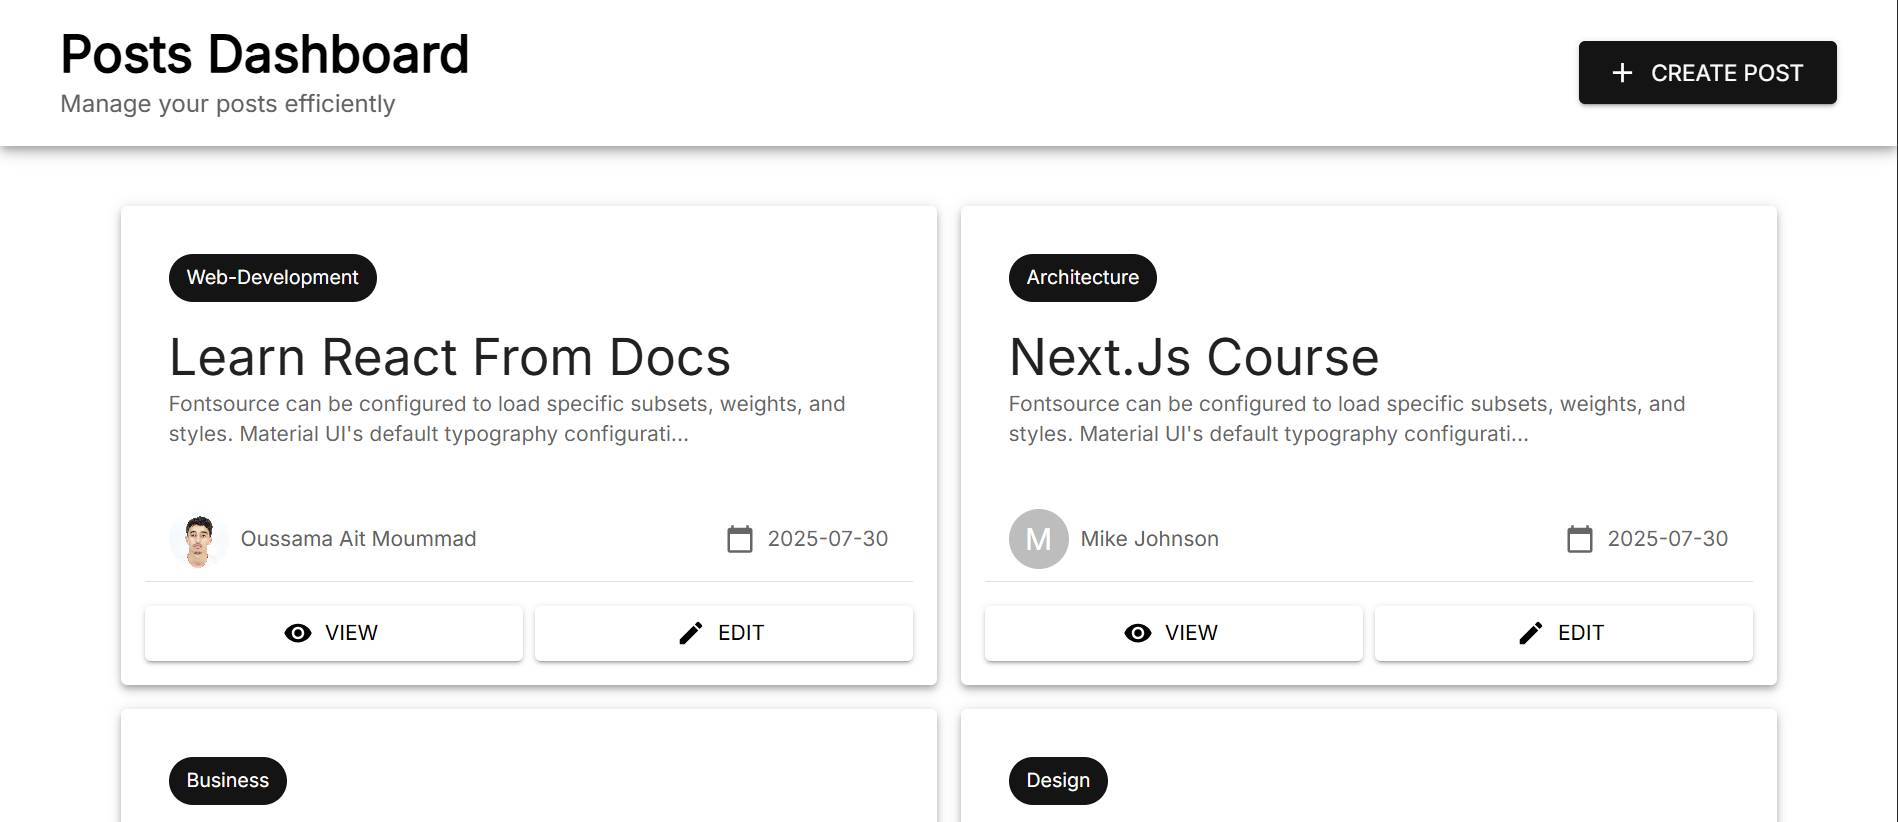 Posts Dashboard
Manage your posts efficiently
CREATE POST
Web-Development
Learn React From Docs
Fontsource can be configured to load specific subsets, weights, and
styles. Material UI's default typography configurati...
Oussama Ait Moummad
2025-07-30
VIEW
EDIT
Architecture
Next.Js Course
Fontsource can be configured to load specific subsets, weights, and
styles. Material UI's default typography configurati...
M
Mike Johnson
2025-07-30
VIEW
EDIT
Business
Design